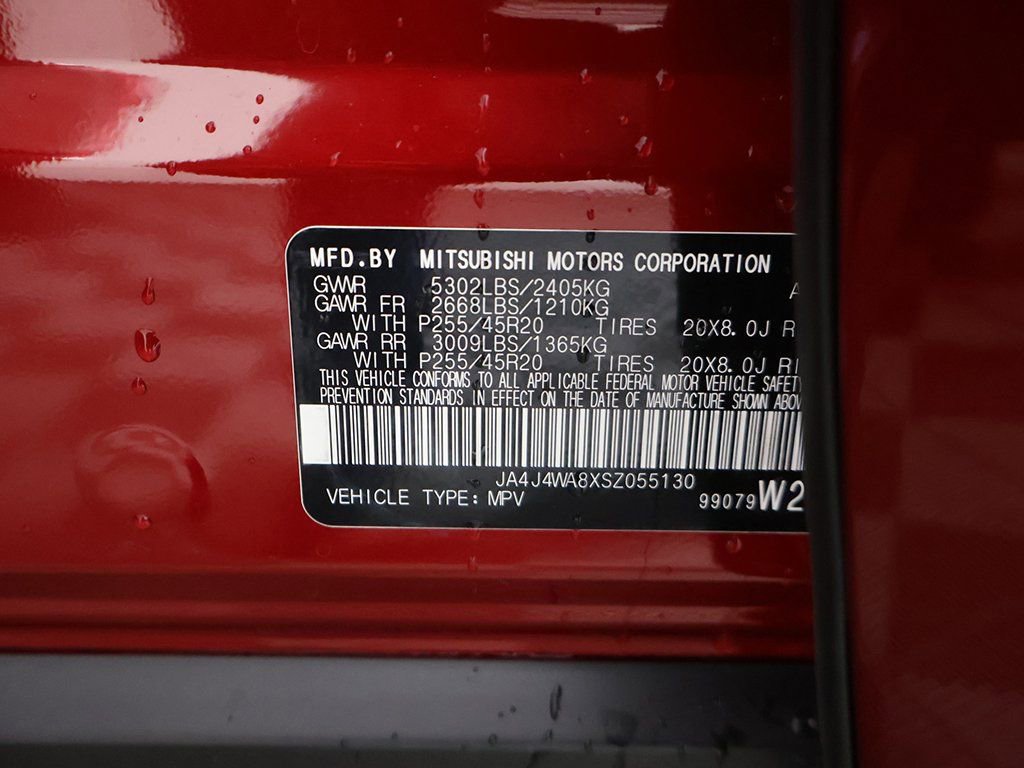 MFD.BY MITSUBISHI MOTORS CORPORATION
GVWR 5302LBS/2405KG
GAWR FR 2668LBS/1210KG
WITH P255/45R20 TIRES 20X8.0J
GAWR RR 3009LBS/1365KG
WITH P255/45R20 TIRES 20X8.0J
THIS VEHICLE CONFORMS TO ALL APPLICABLE FEDERAL MOTOR VEHICLE SAFETY
PREVENTION STANDARDS IN EFFECT ON THE DATE OF MANUFACTURE SHOWN
JA4J4WA8XSZ055130
VEHICLE TYPE: MPV 99079 W2